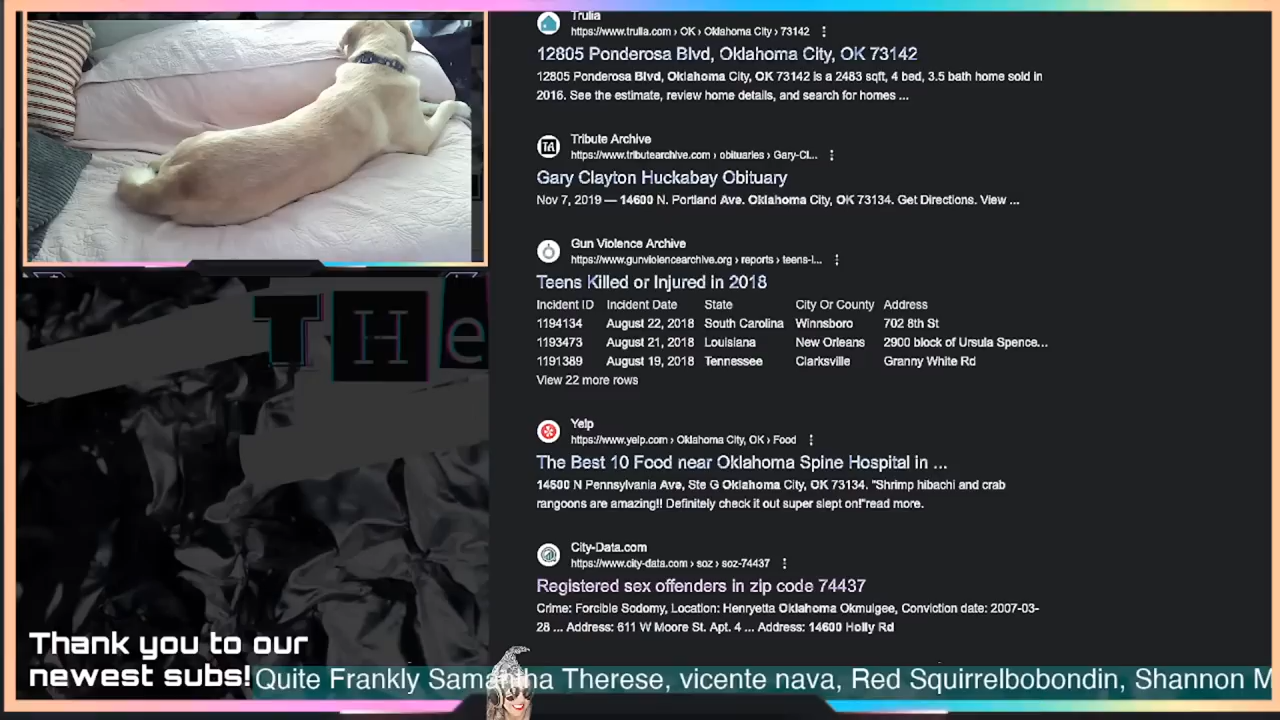 Trulia
https://www.trulia.com › OK › Oklahoma City › 73142
12805 Ponderosa Blvd, Oklahoma City, OK 73142
12805 Ponderosa Blvd, Oklahoma City, OK 73142 is a 2483 sqft, 4 bed, 3.5 bath home sold in
2016. See the estimate, review home details, and search for homes ...
TA
Tribute Archive
https://www.tributearchive.com › obituaries › Gary-Cl...
Gary Clayton Huckabay Obituary
Nov 7, 2019 — 14600 N. Portland Ave. Oklahoma City, OK 73134. Get Directions. View ...
Gun Violence Archive
https://www.gunviolencearchive.org › reports › teens-i...
Teens Killed or Injured in 2018
Incident ID Incident Date State City Or County Address
1194134 August 22, 2018 South Carolina Winnsboro 702 8th St
1193473 August 21, 2018 Louisiana New Orleans 2900 block of Ursula Spence...
1191389 August 19, 2018 Tennessee Clarksville Granny White Rd
View 22 more rows
Yelp
https://www.yelp.com › Oklahoma City, OK › Food
The Best 10 Food near Oklahoma Spine Hospital in ...
14600 N Pennsylvania Ave, Ste G Oklahoma City, OK 73134. "Shrimp hibachi and crab
rangoons are amazing!! Definitely check it out super slept on!"read more.
City-Data.com
https://www.city-data.com › soz › soz-74437
Registered sex offenders in zip code 74437
Crime: Forcible Sodomy, Location: Henryetta Oklahoma Okmulgee, Conviction date: 2007-03-
28 ... Address: 611 W Moore St. Apt. 4 ... Address: 14600 Holly Rd
THe
Thank you to our
newest subs!
Quite Frankly Samantha Therese, vicente nava, Red Squirrelbobondin, Shannon M